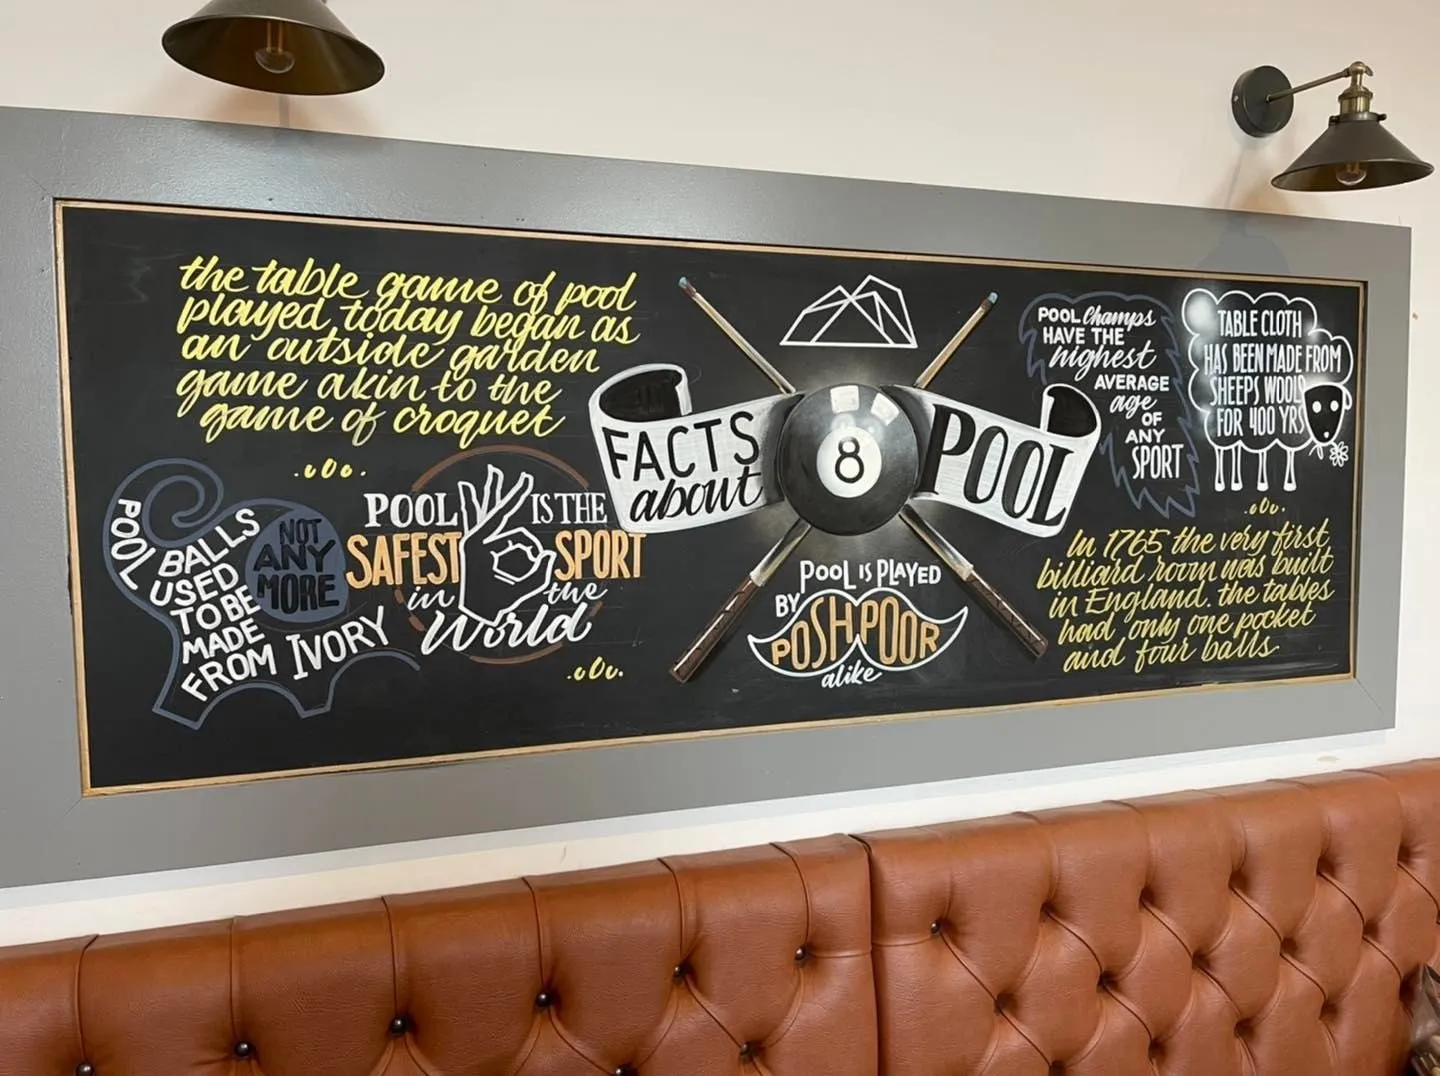 the table game of pool
played today began as
an outside garden
game akin to the
game of croquet
POOL BALLS
USED
TO BE
MADE
FROM IVORY
NOT
ANY
MORE
POOL IS THE
SAFEST SPORT
in the
World
FACTS
about
8
POOL
POOL IS PLAYED
BY
POSH POOR
alike
POOL Champs
HAVE THE
highest
AVERAGE
age
OF
ANY
SPORT
TABLE CLOTH
HAS BEEN MADE FROM
SHEEPS WOOL
FOR 400 YRS
In 1765 the very first
billiard room was built
in England. the tables
had only one pocket
and four balls.